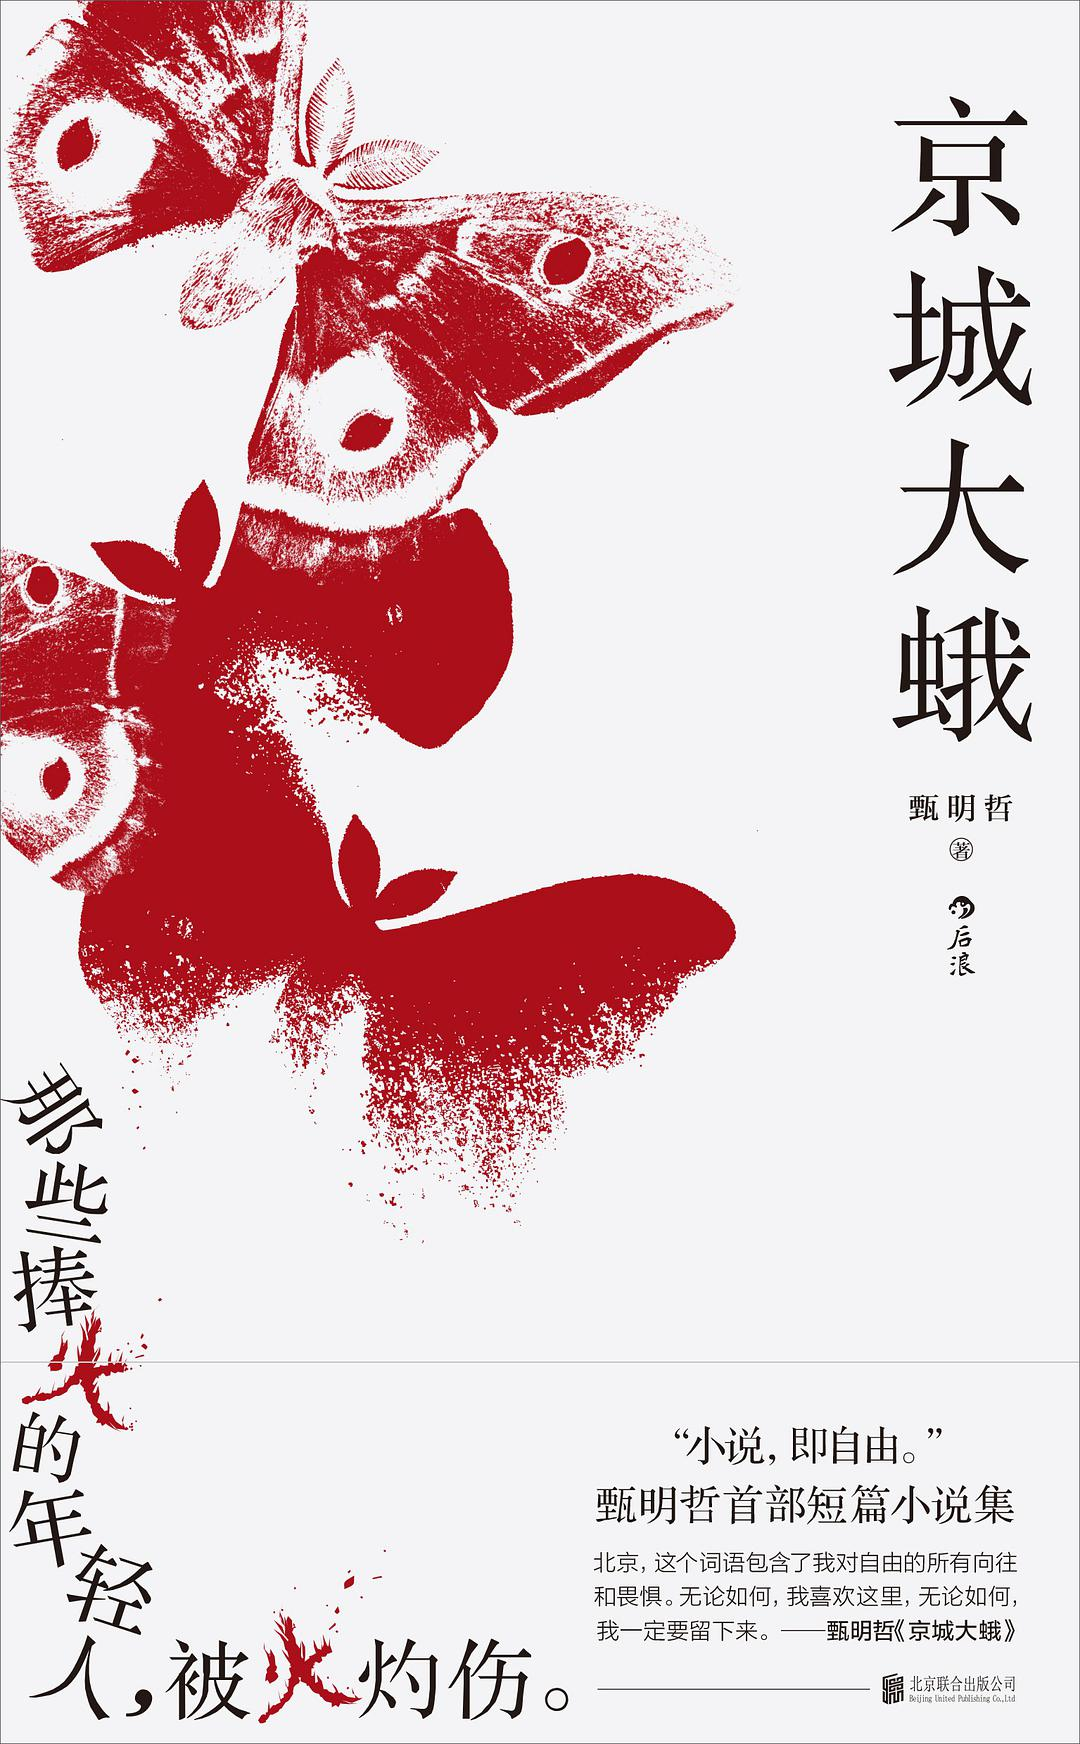 京城大蛾
甄明哲
著
后浪
那些捧火的年轻人，被火灼伤。
“小说，即自由。”
甄明哲首部短篇小说集
北京，这个词语包含了我对自由的所有向往
和畏惧。无论如何，我喜欢这里，无论如何，
我一定要留下来。——甄明哲《京城大蛾》
北京联合出版公司
Beijing United Publishing Co.,Ltd